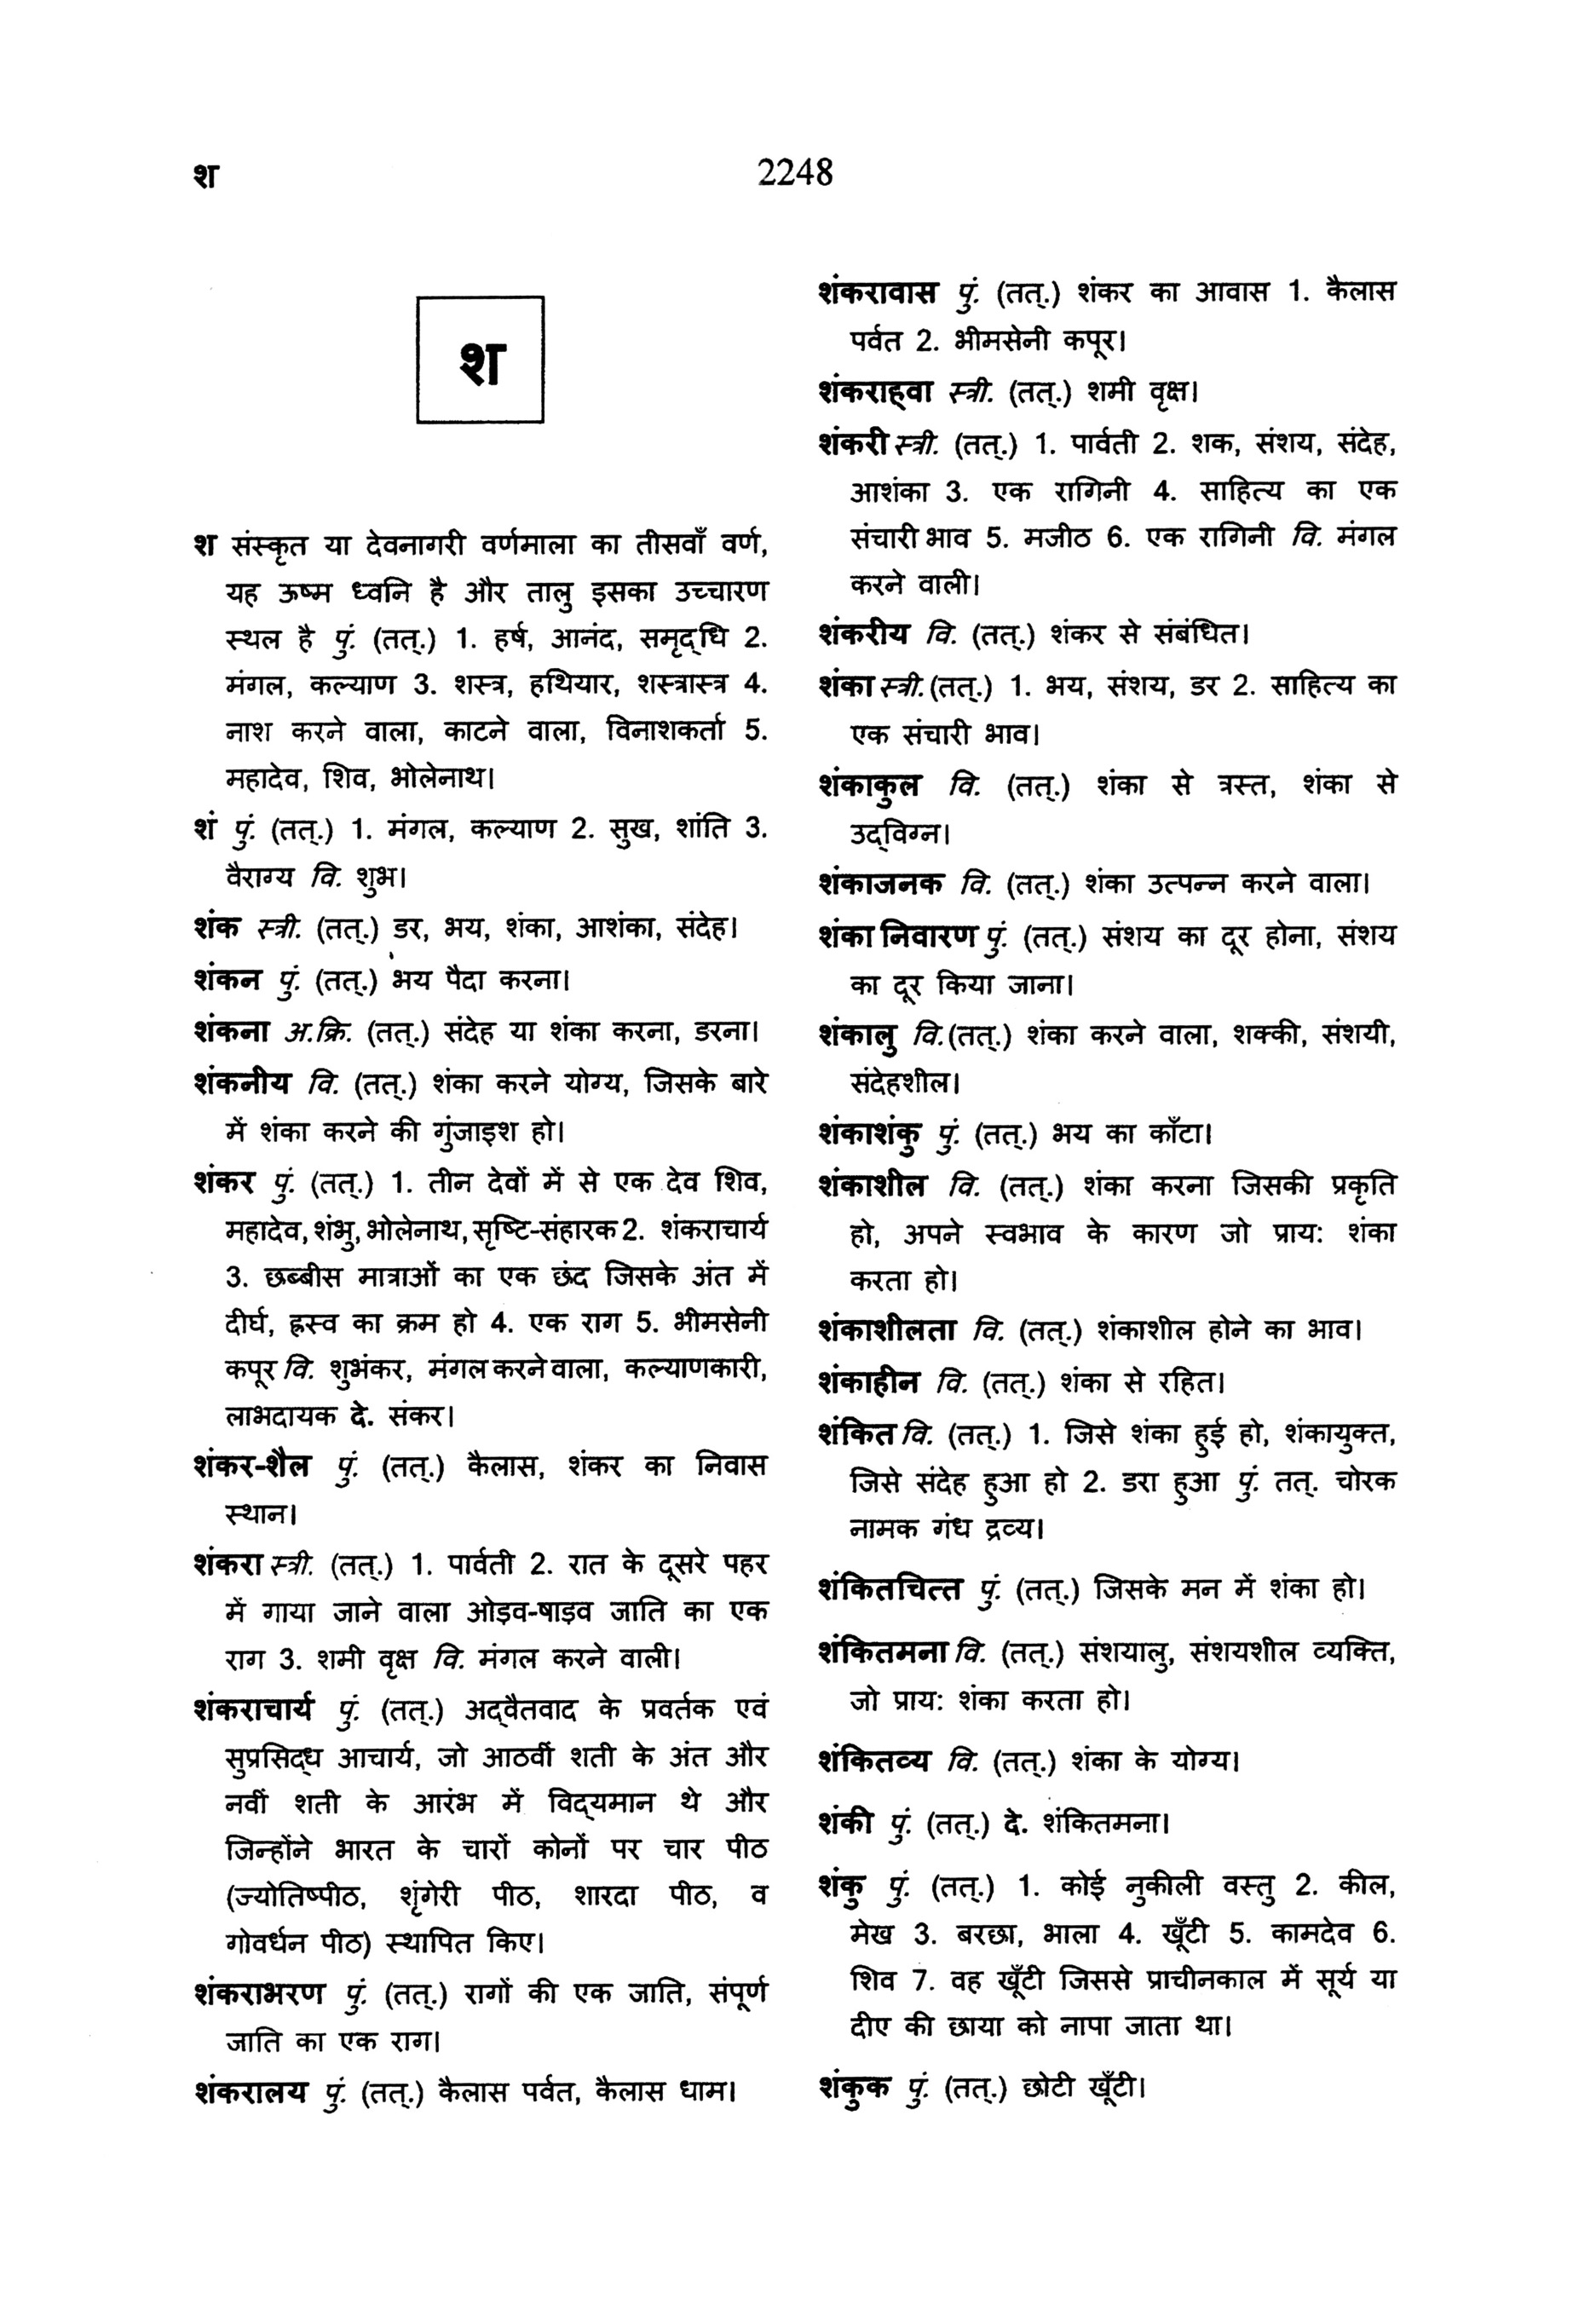 श
2248
श
श संस्कृत या देवनागरी वर्णमाला का तीसवाँ वर्ण,
यह ऊष्म ध्वनि है और तालु इसका उच्चारण
स्थल है पुं. (तत्.) 1. हर्ष, आनंद, समृद्‌धि 2.
मंगल, कल्याण 3. शस्त्र, हथियार, शस्त्रास्त्र 4.
नाश करने वाला, काटने वाला, विनाशकर्ता 5.
महादेव, शिव, भोलेनाथ।
शं पुं. (तत्.) 1. मंगल, कल्याण 2. सुख, शांति 3.
वैराग्य वि. शुभ।
शंक स्त्री. (तत्.) डर, भय, शंका, आशंका, संदेह।
शंकन पुं. (तत्.) भय पैदा करना।
शंकना अ.क्रि. (तत्.) संदेह या शंका करना, डरना।
शंकनीय वि. (तत्.) शंका करने योग्य, जिसके बारे
में शंका करने की गुंजाइश हो।
शंकर पुं. (तत्.) 1. तीन देवों में से एक देव शिव,
महादेव, शंभु, भोलेनाथ, सृष्टि-संहारक 2. शंकराचार्य
3. छब्बीस मात्राओं का एक छंद जिसके अंत में
दीर्घ, ह्रस्व का क्रम हो 4. एक राग 5. भीमसेनी
कपूर वि. शुभंकर, मंगल करने वाला, कल्याणकारी,
लाभदायक दे. संकर।
शंकर-शैल पुं. (तत्.) कैलास, शंकर का निवास
स्थान।
शंकरा स्त्री. (तत्.) 1. पार्वती 2. रात के दूसरे पहर
में गाया जाने वाला ओड़व-षाड़व जाति का एक
राग 3. शमी वृक्ष वि. मंगल करने वाली।
शंकराचार्य पुं. (तत्.) अद्‌वैतवाद के प्रवर्तक एवं
सुप्रसिद्‌ध आचार्य, जो आठवीं शती के अंत और
नवीं शती के आरंभ में विद्‌यमान थे और
जिन्होंने भारत के चारों कोनों पर चार पीठ
(ज्योतिष्पीठ, शृंगेरी पीठ, शारदा पीठ, व
गोवर्धन पीठ) स्थापित किए।
शंकराभरण पुं. (तत्.) रागों की एक जाति, संपूर्ण
जाति का एक राग।
शंकरालय पुं. (तत्.) कैलास पर्वत, कैलास धाम।
शंकरावास पुं. (तत्.) शंकर का आवास 1. कैलास
पर्वत 2. भीमसेनी कपूर।
शंकराह्‌वा स्त्री. (तत्.) शमी वृक्ष।
शंकरी स्त्री. (तत्.) 1. पार्वती 2. शक, संशय, संदेह,
आशंका 3. एक रागिनी 4. साहित्य का एक
संचारी भाव 5. मजीठ 6. एक रागिनी वि. मंगल
करने वाली।
शंकरीय वि. (तत्.) शंकर से संबंधित।
शंका स्त्री. (तत्.) 1. भय, संशय, डर 2. साहित्य का
एक संचारी भाव।
शंकाकुल वि. (तत्.) शंका से त्रस्त, शंका से
उद्‌विग्न।
शंकाजनक वि. (तत्.) शंका उत्पन्न करने वाला।
शंका निवारण पुं. (तत्.) संशय का दूर होना, संशय
का दूर किया जाना।
शंकालु वि. (तत्.) शंका करने वाला, शक्की, संशयी,
संदेहशील।
शंकाशंकु पुं. (तत्.) भय का काँटा।
शंकाशील वि. (तत्.) शंका करना जिसकी प्रकृति
हो, अपने स्वभाव के कारण जो प्राय: शंका
करता हो।
शंकाशीलता वि. (तत्.) शंकाशील होने का भाव।
शंकाहीन वि. (तत्.) शंका से रहित।
शंकित वि. (तत्.) 1. जिसे शंका हुई हो, शंकायुक्त,
जिसे संदेह हुआ हो 2. डरा हुआ पुं. तत्. चोरक
नामक गंध द्रव्य।
शंकितचित्त पुं. (तत्.) जिसके मन में शंका हो।
शंकितमना वि. (तत्.) संशयालु, संशयशील व्यक्ति,
जो प्राय: शंका करता हो।
शंकितव्य वि. (तत्.) शंका के योग्य।
शंकी पुं. (तत्.) दे. शंकितमना।
शंकु पुं. (तत्.) 1. कोई नुकीली वस्तु 2. कील,
मेख 3. बरछा, भाला 4. खूँटी 5. कामदेव 6.
शिव 7. वह खूँटी जिससे प्राचीनकाल में सूर्य या
दीए की छाया को नापा जाता था।
शंकुक पुं. (तत्.) छोटी खूँटी।